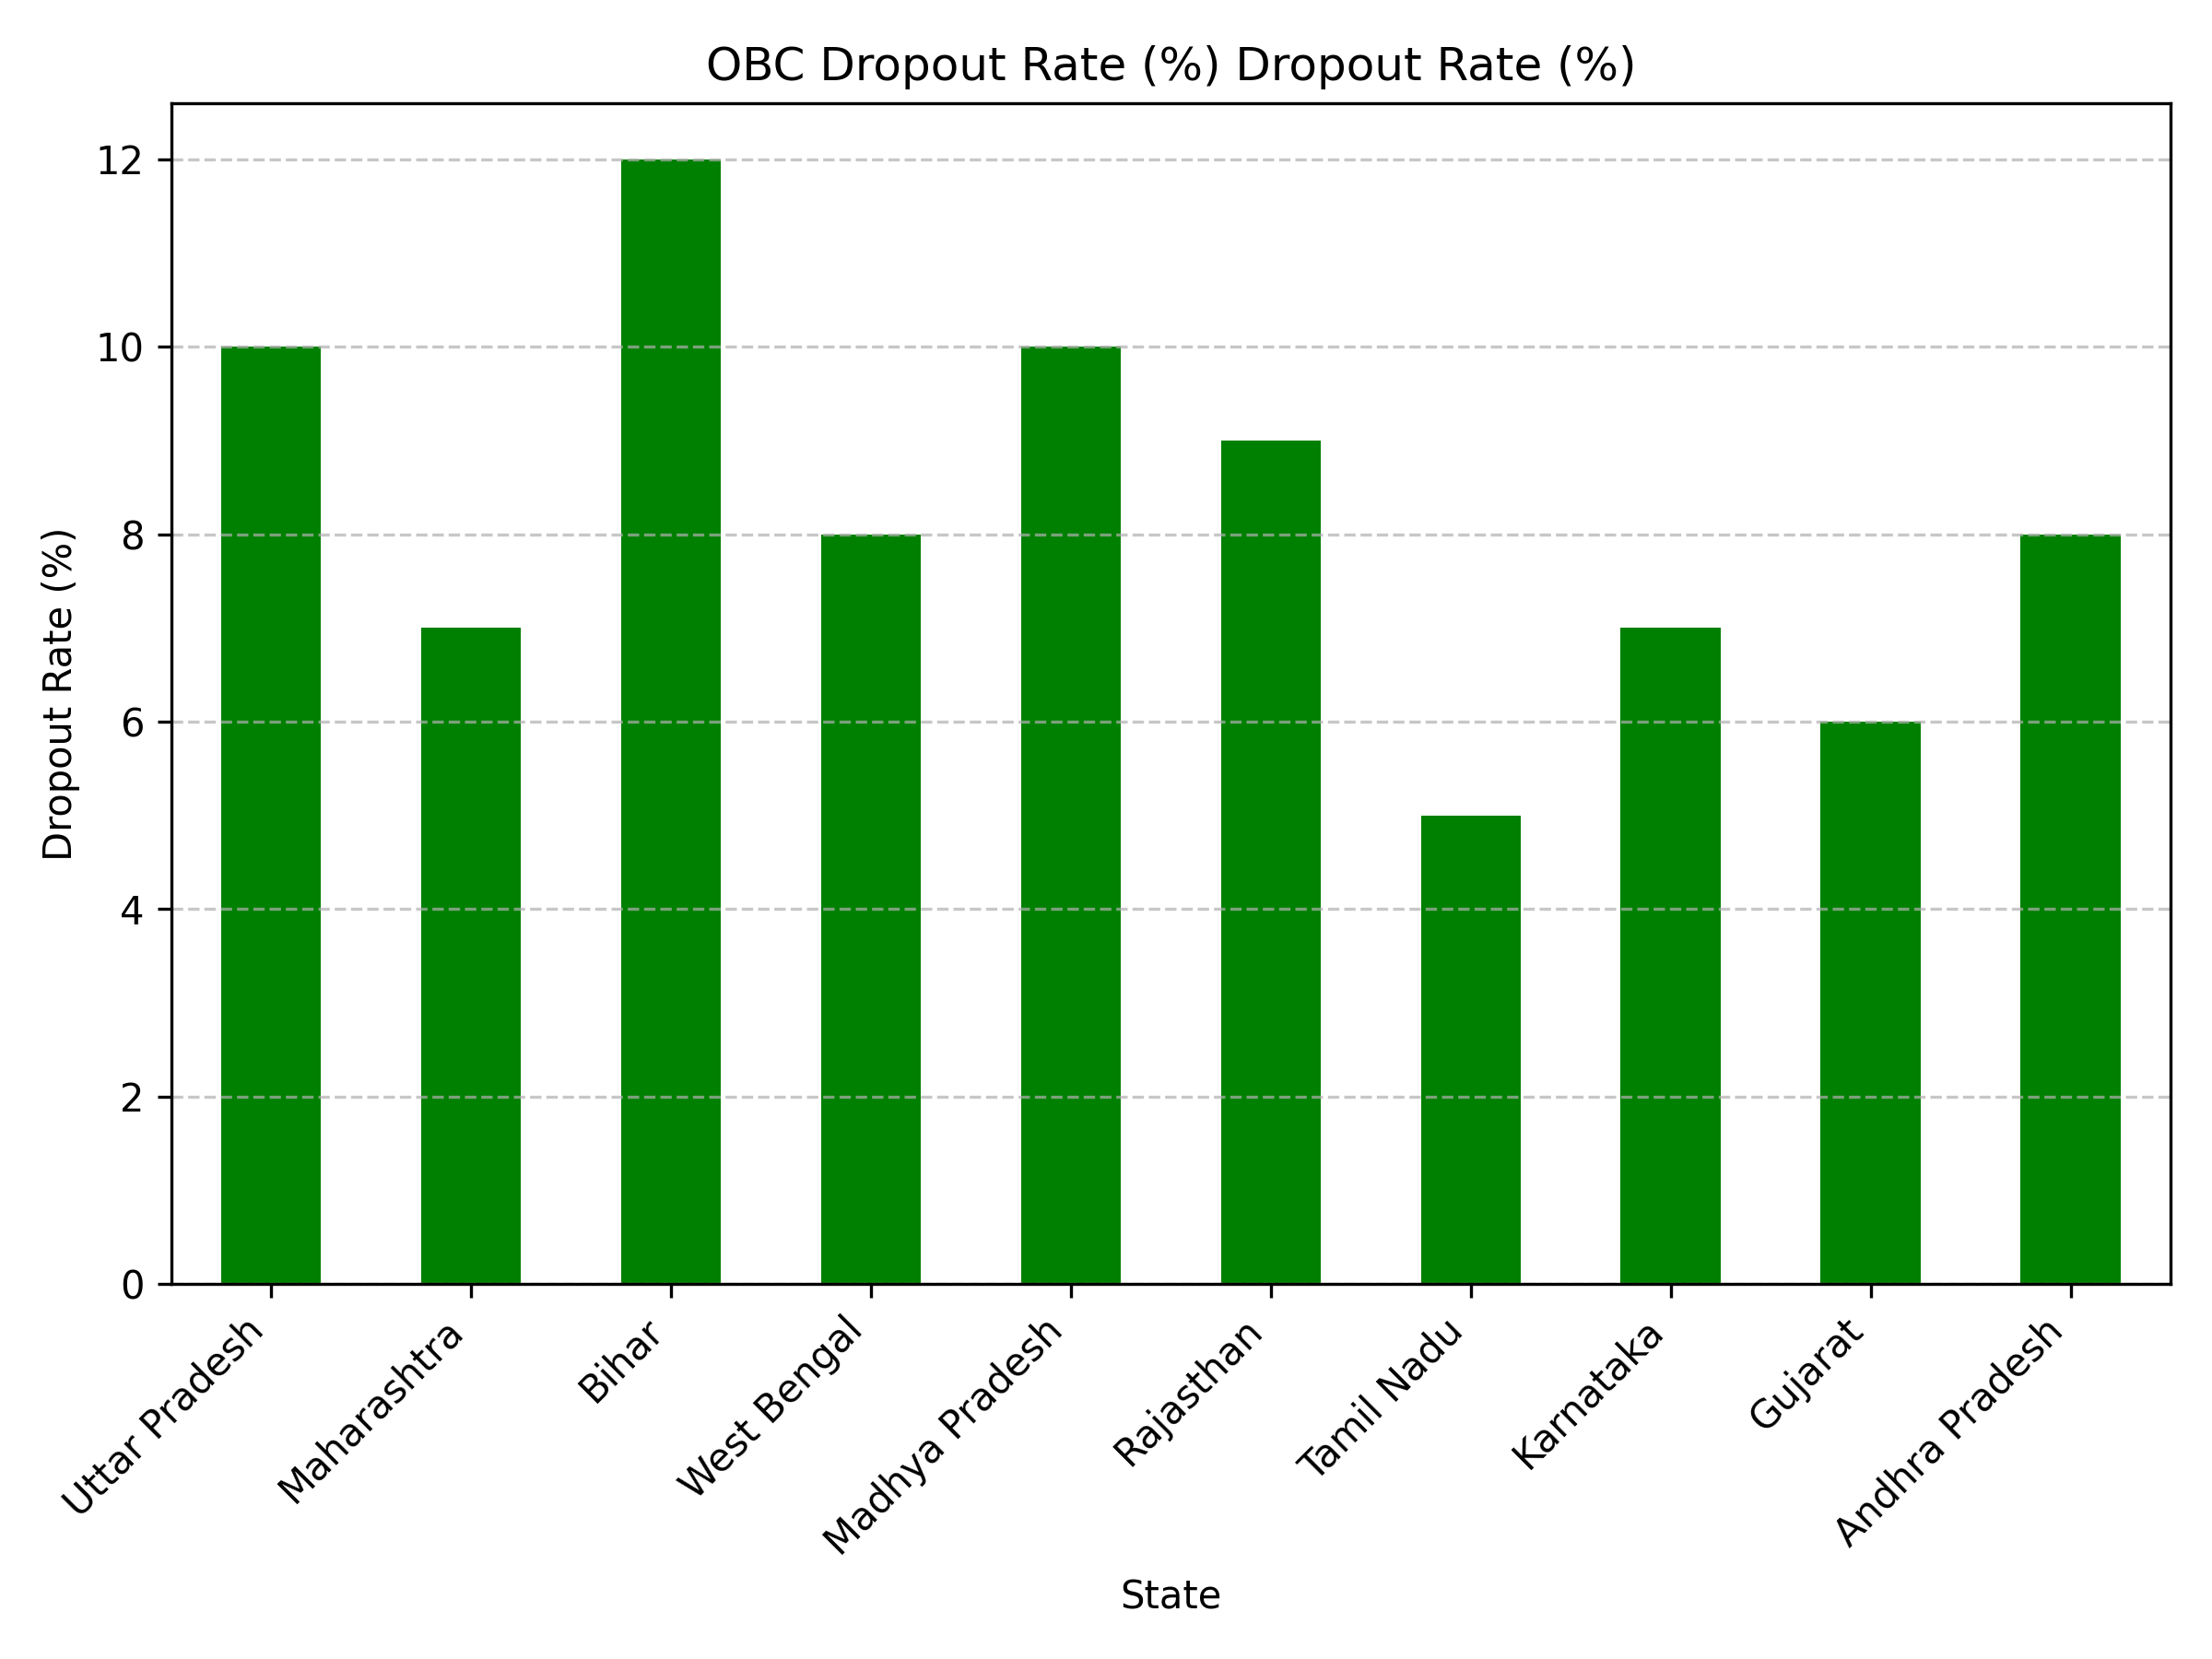 OBC Dropout Rate (%) Dropout Rate (%)
Dropout Rate (%)
12
10
8
6
4
2
0
Uttar Pradesh
Maharashtra
Bihar
West Bengal
Madhya Pradesh
Rajasthan
Tamil Nadu
Karnataka
Gujarat
Andhra Pradesh
State